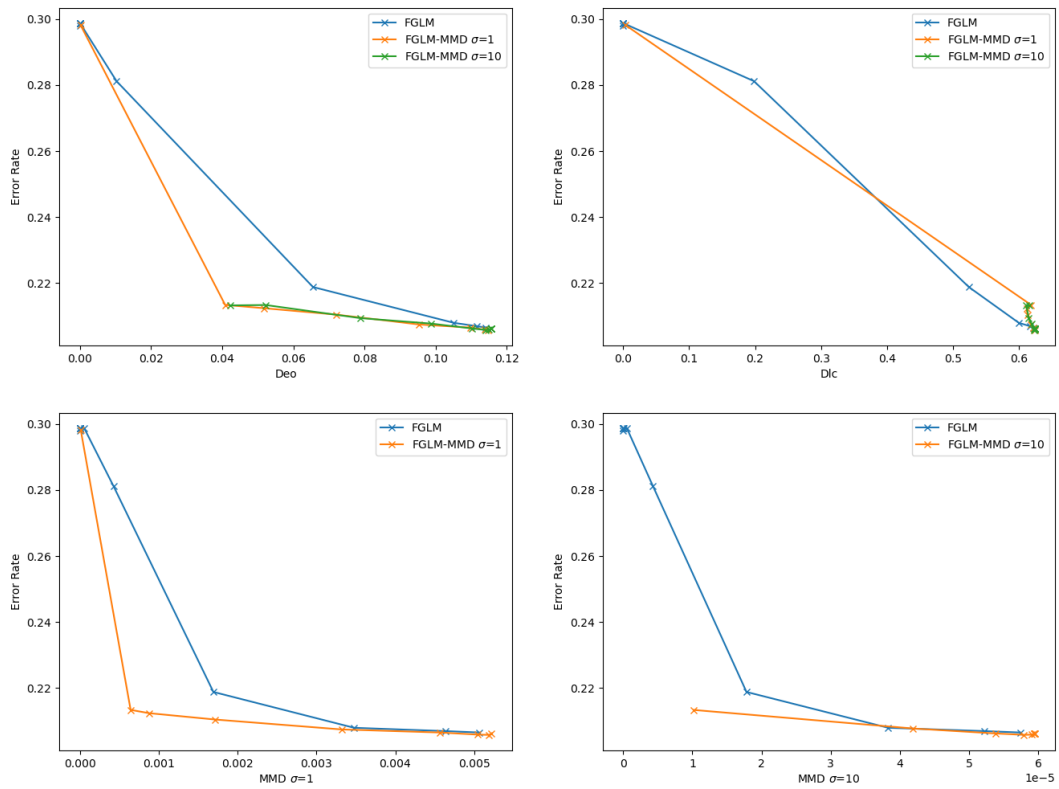 0.30
0.28
0.26
0.24
0.22
Error Rate
FGLM
FGLM-MMD σ=1
FGLM-MMD σ=10
0.00 0.02 0.04 0.06 0.08 0.10 0.12
Deo
0.30
0.28
0.26
0.24
0.22
Error Rate
FGLM
FGLM-MMD σ=1
FGLM-MMD σ=10
0.0 0.1 0.2 0.3 0.4 0.5 0.6
Dlc
0.30
0.28
0.26
0.24
0.22
Error Rate
FGLM
FGLM-MMD σ=1
0.000 0.001 0.002 0.003 0.004 0.005
MMD σ=1
0.30
0.28
0.26
0.24
0.22
Error Rate
FGLM
FGLM-MMD σ=10
0 1 2 3 4 5 6
1e−5
MMD σ=10